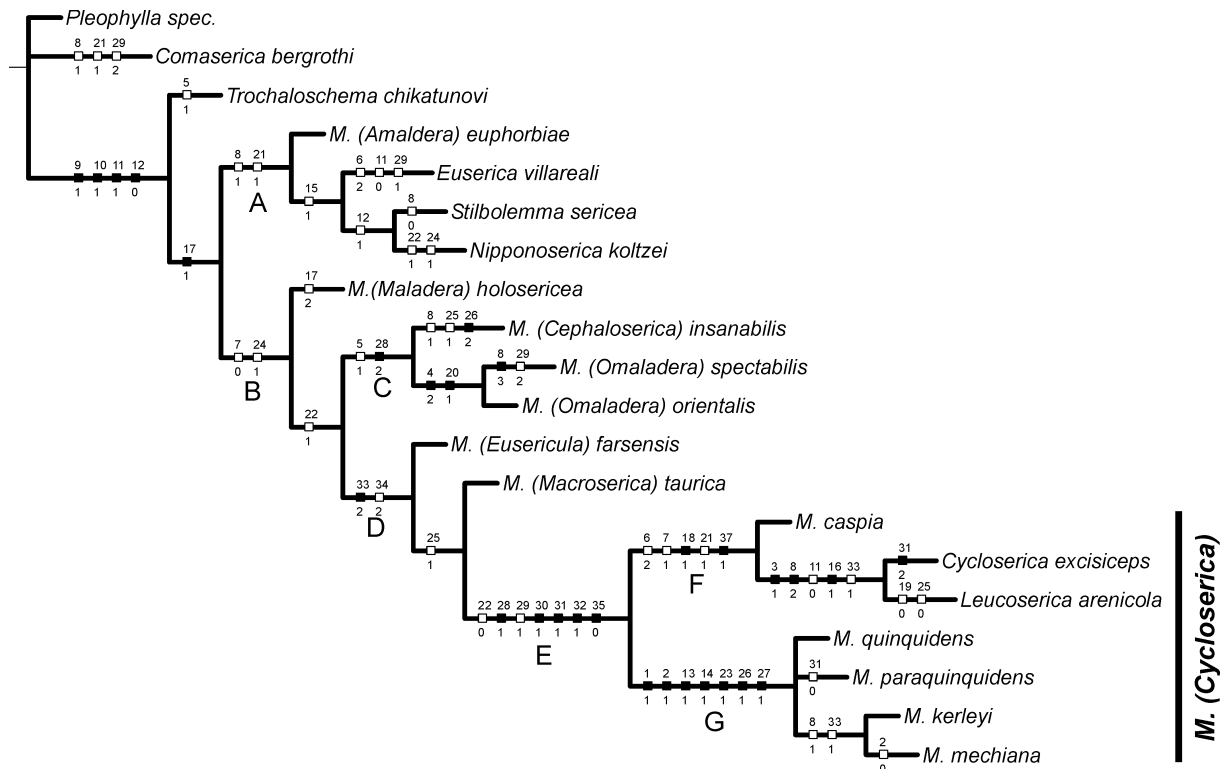 Pleophylla spec.
8 21 29
Comaserica bergrothi
1 1 2
5
Trochaloschema chikatunovi
1
M. (Amaldera) euphorbiae
8 21
6 11 29
9 10 11 12
Euserica villareali
1 1
2 0 1
1 1 1 0
A
15
8
Stilbolemma sericea
1
12
0
1
22 24
Nipponoserica koltzei
17
1 1
1
17
M.(Maladera) holosericea
2
8 25 26
M. (Cephaloserica) insanabilis
1 1 2
7 24
5 28
8 29
M. (Omaladera) spectabilis
0 1
1 2
3 2
B
C
4 20
2 1
M. (Omaladera) orientalis
22
1
M. (Eusericula) farsensis
33 34
M. (Macroserica) taurica
2 2
D
M. caspia
25
6 7 18 21 37
1
2 1 1 1 1
31
Cycloserica excisiceps
F
3 8 11 16 33
2
1 2 0 1 1
19 25
Leucoserica arenicola
0 0
22 28 29 30 31 32 35
0 1 1 1 1 1 0
M. quinquidens
E
31
M. paraquinquidens
1 2 13 14 23 26 27
0
1 1 1 1 1 1 1
M. kerleyi
G
8 33
1 1
2
M. mechiana
0
M. (Cycloserica)